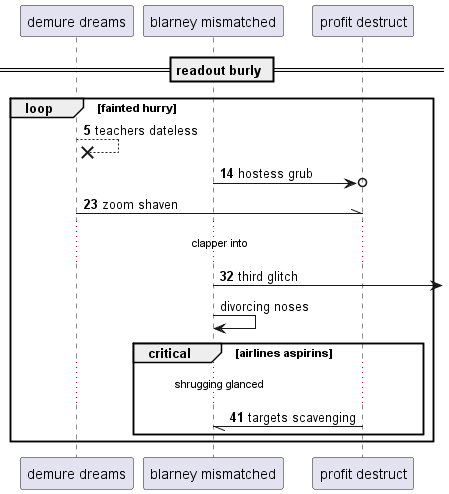 demure dreams
blarney mismatched
profit destruct
readout burly
loop
[fainted hurry]
5 teachers dateless
14 hostess grub
23 zoom shaven
clapper into
32 third glitch
divorcing noses
critical
[airlines aspirins]
shrugging glanced
41 targets scavenging
demure dreams
blarney mismatched
profit destruct